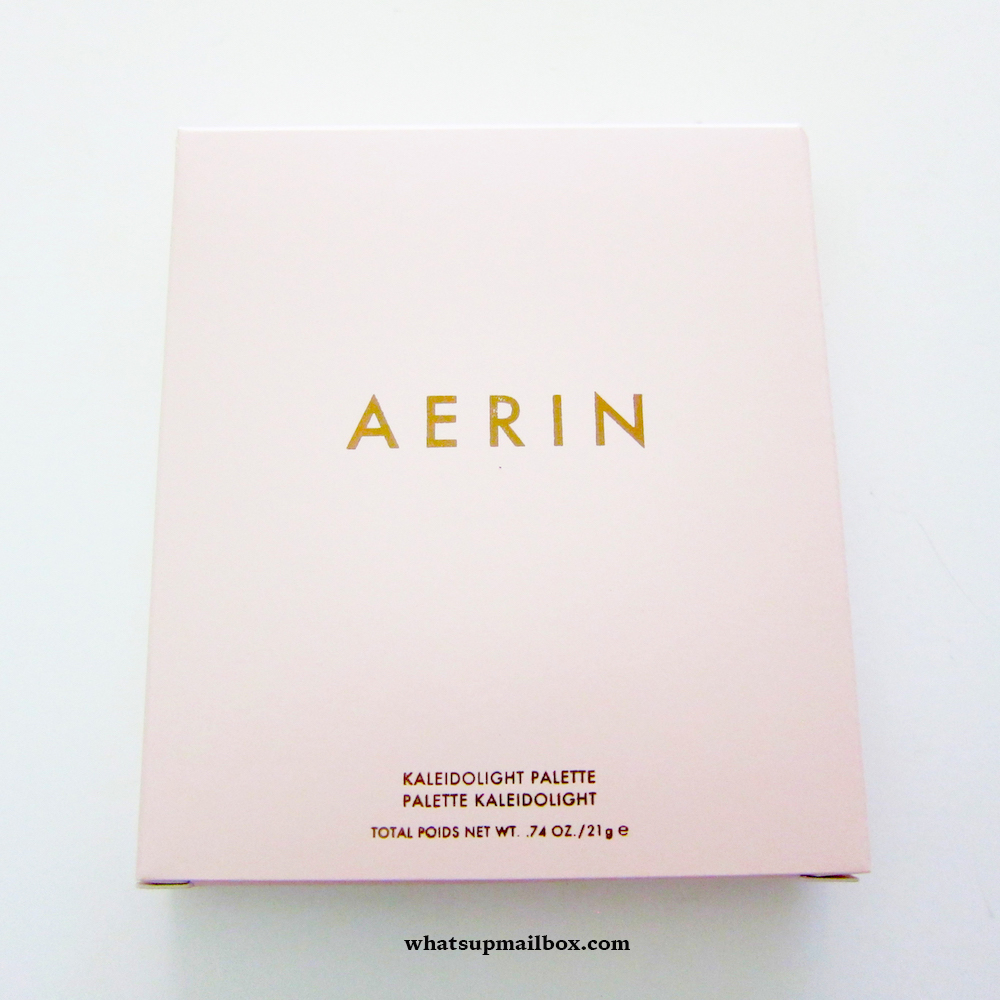 AERIN
KALEIDOLIGHT PALETTE
PALETTE KALEIDOLIGHT
TOTAL POIDS NET WT. .74 OZ./21g e
whatsupmailbox.com